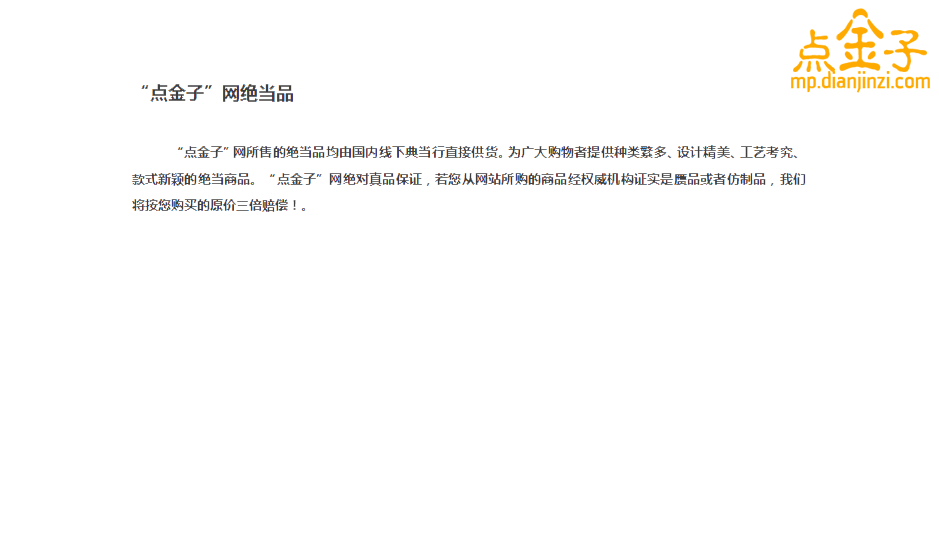 点金子
mp.dianjinzi.com
“点金子”网绝当品
“点金子”网所售的绝当品均由国内线下典当行直接供货。为广大购物者提供种类繁多、设计精美、工艺考究、
款式新颖的绝当商品。“点金子”网绝对真品保证，若您从网站所购的商品经权威机构证实是赝品或者仿制品，我们
将按您购买的原价三倍赔偿！。